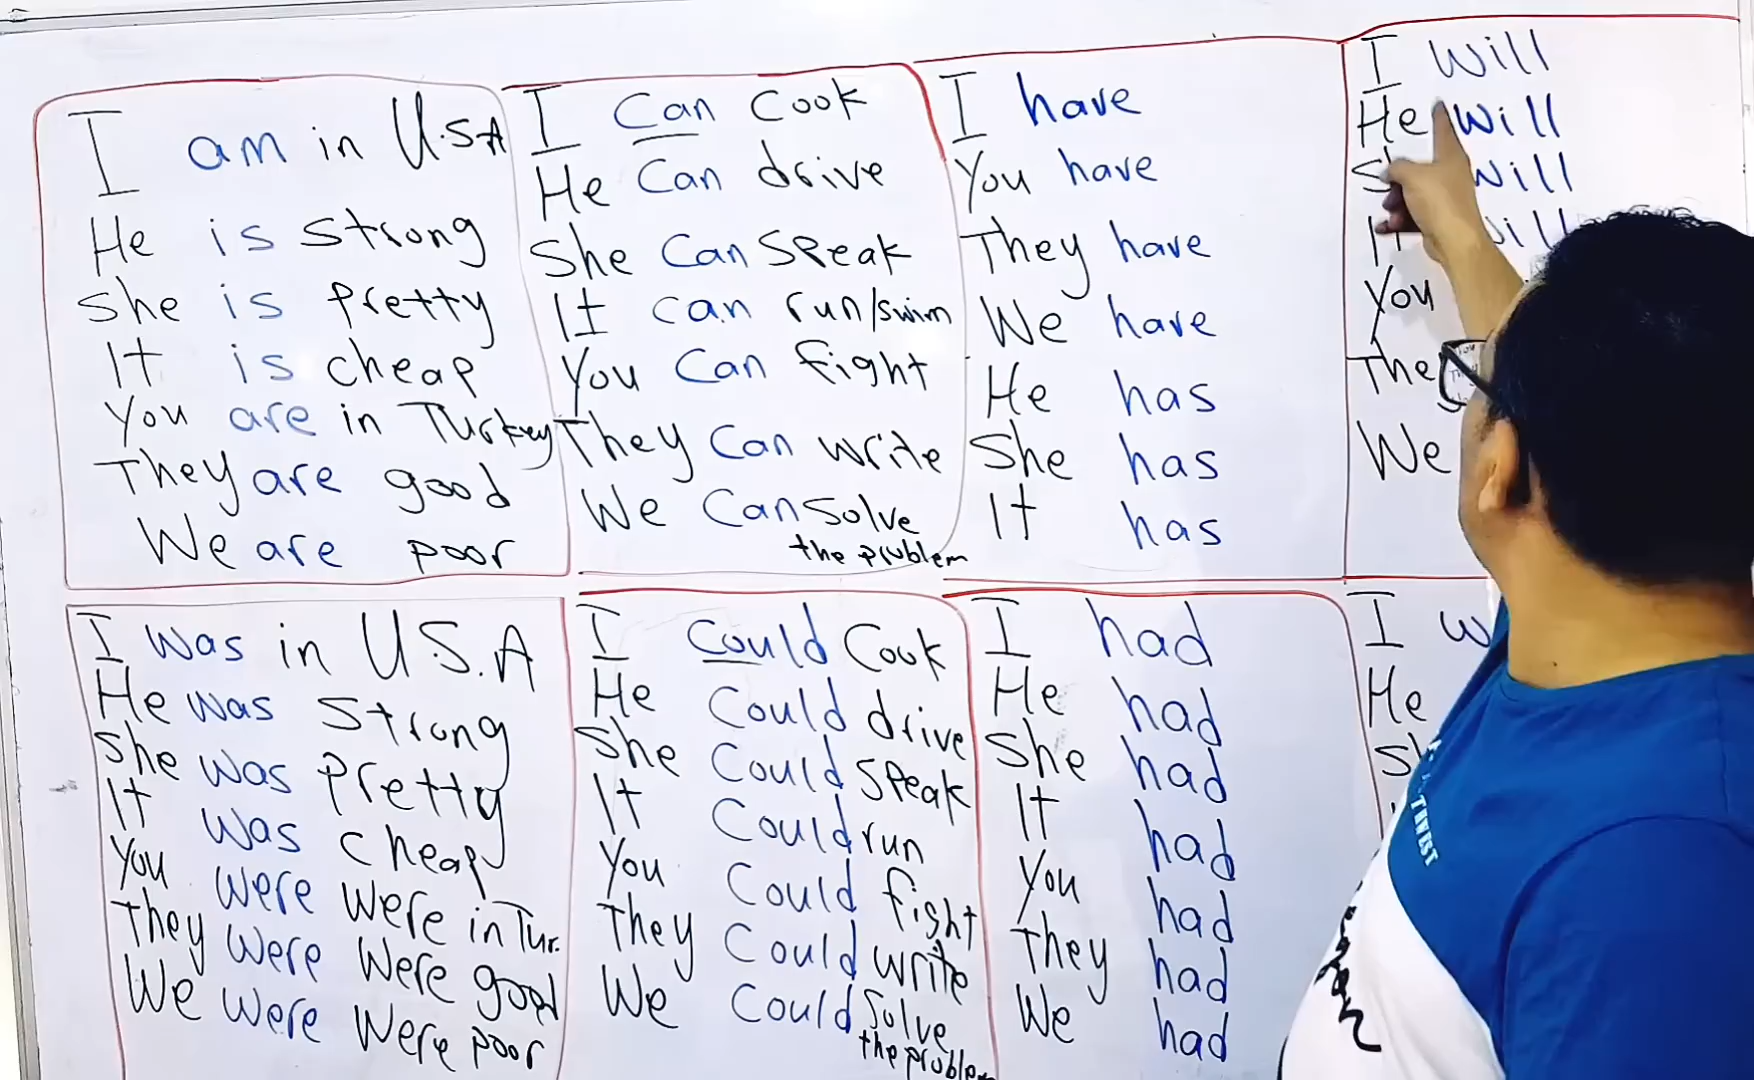 I am in U.S.A
He is strong
She is pretty
It is cheap
You are in Turkey
They are good
We are poor
I Can Cook
He Can drive
She Can Speak
It can run/swim
You Can fight
They Can write
We Can Solve
the problem
I have
You have
They have
We have
He has
She has
It has
I will
He will
will
will
You
We
I was in U.S.A
He was strong
She was pretty
It was cheap
You were were in Tur.
They were were good
We were were poor
I Could Cook
He Could drive
She Could Speak
It Could run
You Could fight
They Could write
We Could Solve
the problem
I had
He had
She had
It had
You had
They had
We had
I
He
TWIST